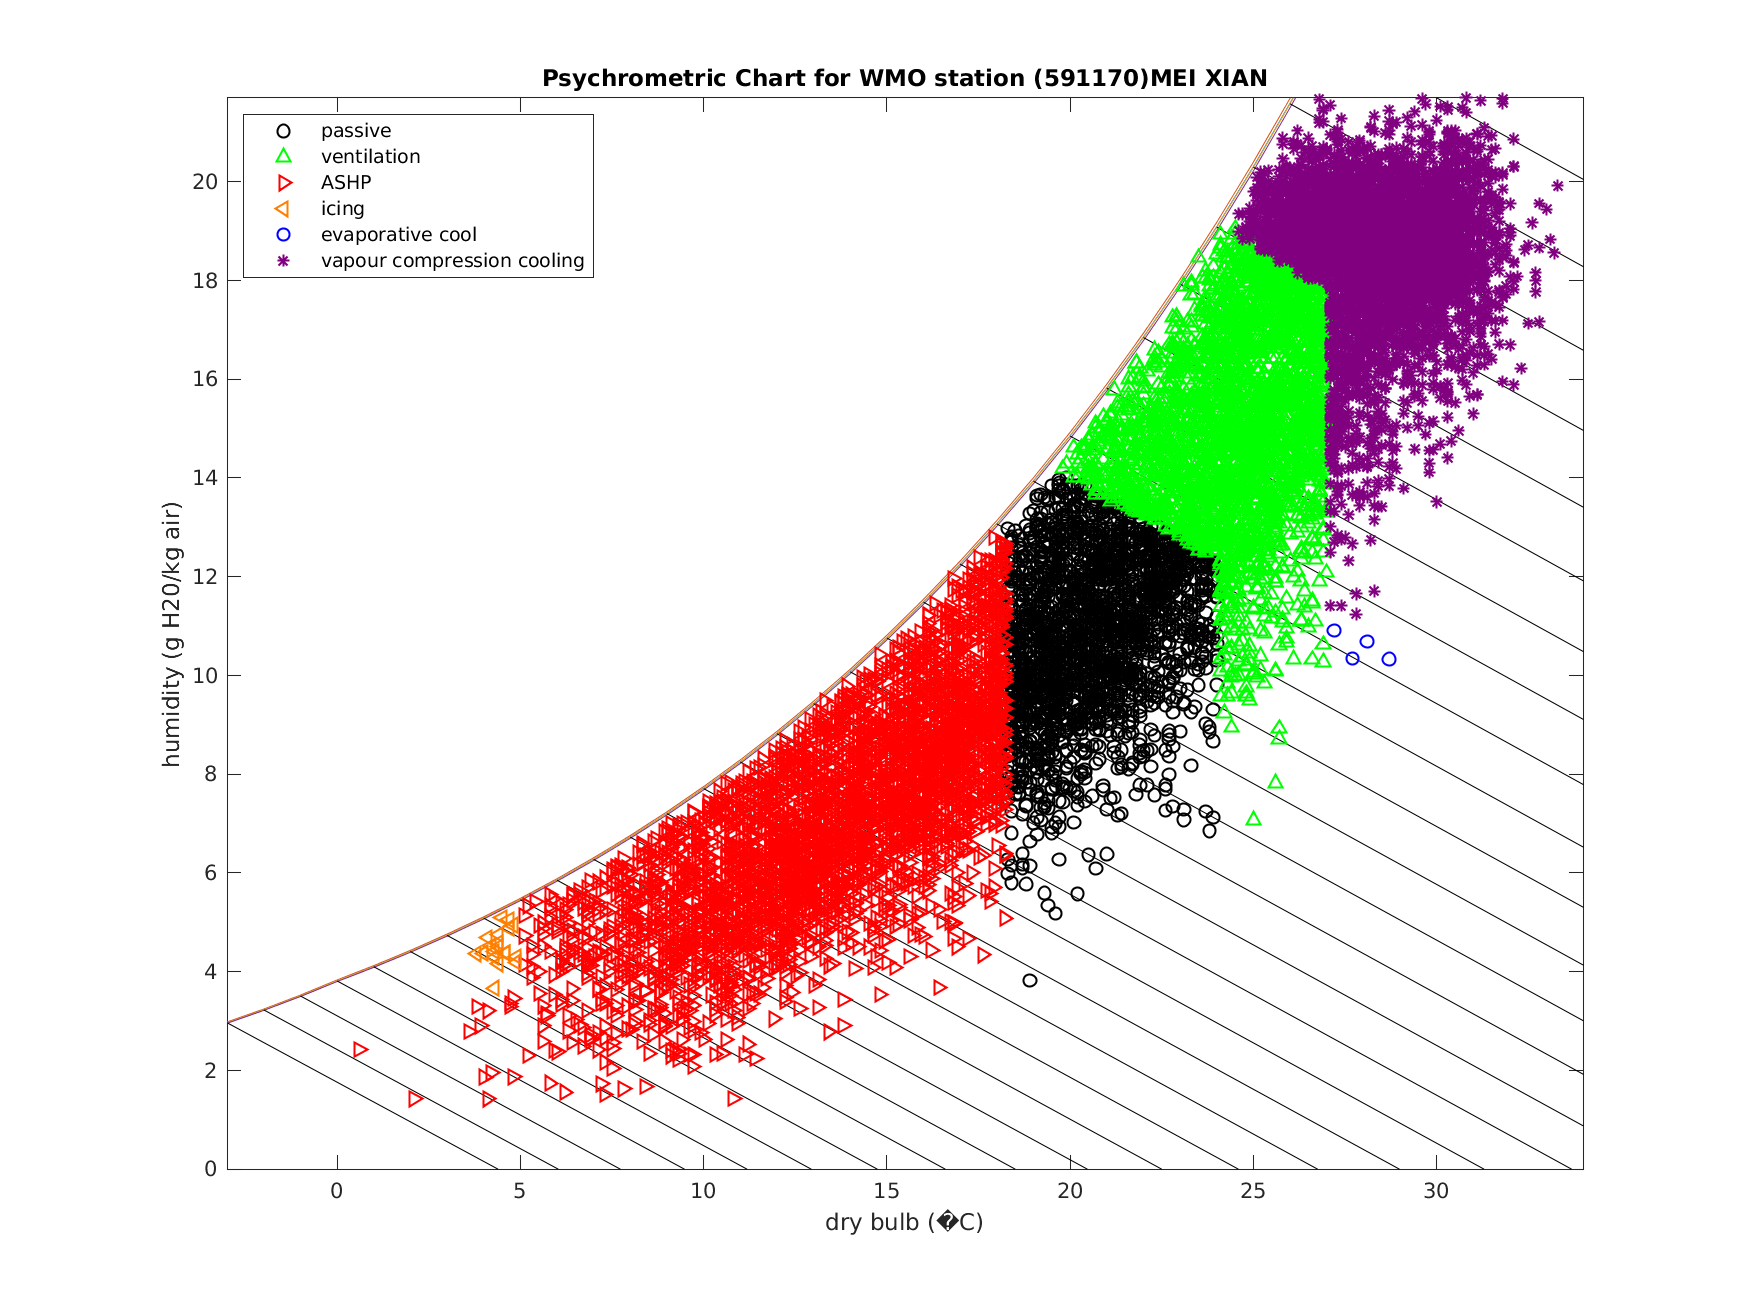 Psychrometric Chart for WMO station (591170)MEI XIAN
passive
ventilation
ASHP
icing
evaporative cool
vapour compression cooling
20
18
16
14
12
10
8
6
4
2
0
humidity (g H20/kg air)
0 5 10 15 20 25 30
dry bulb (�C)